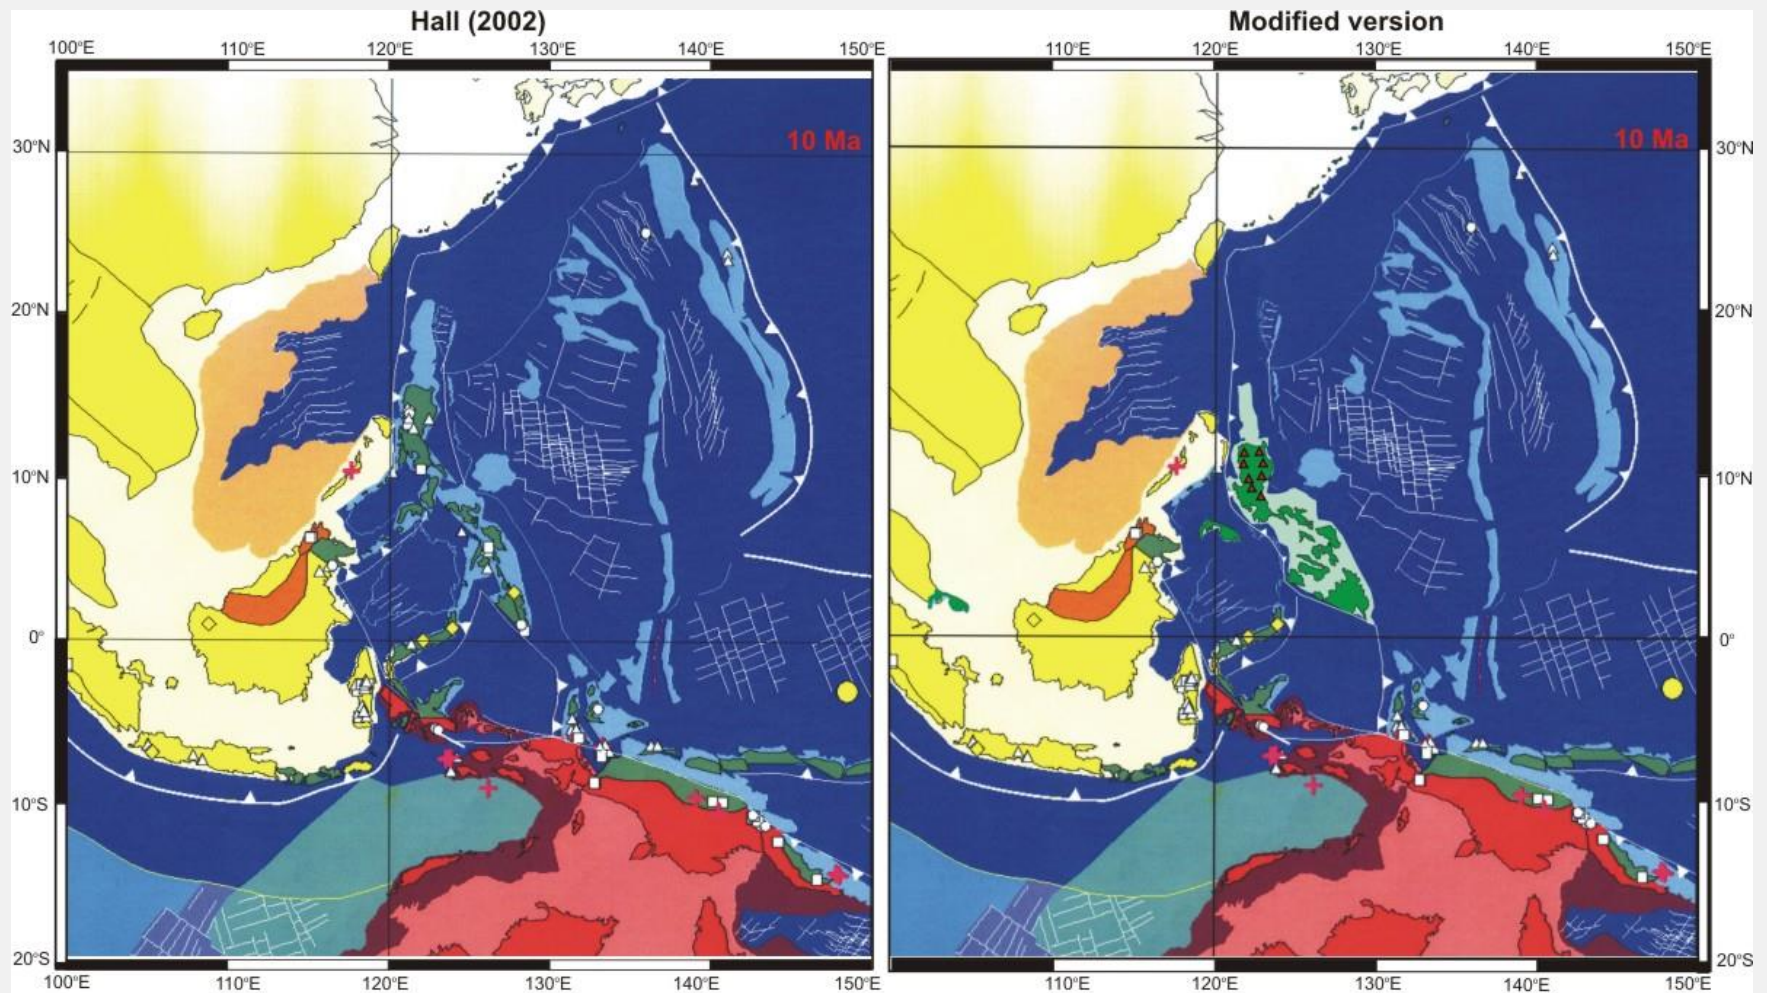 Hall (2002) Modified version
100°E 110°E 120°E 130°E 140°E 150°E 100°E 110°E 120°E 130°E 140°E 150°E
10 Ma 10 Ma
30°N 30°N
20°N 20°N
10°N 10°N
0° 0°
10°S 10°S
20°S 20°S
100°E 110°E 120°E 130°E 140°E 150°E 110°E 120°E 130°E 140°E 150°E